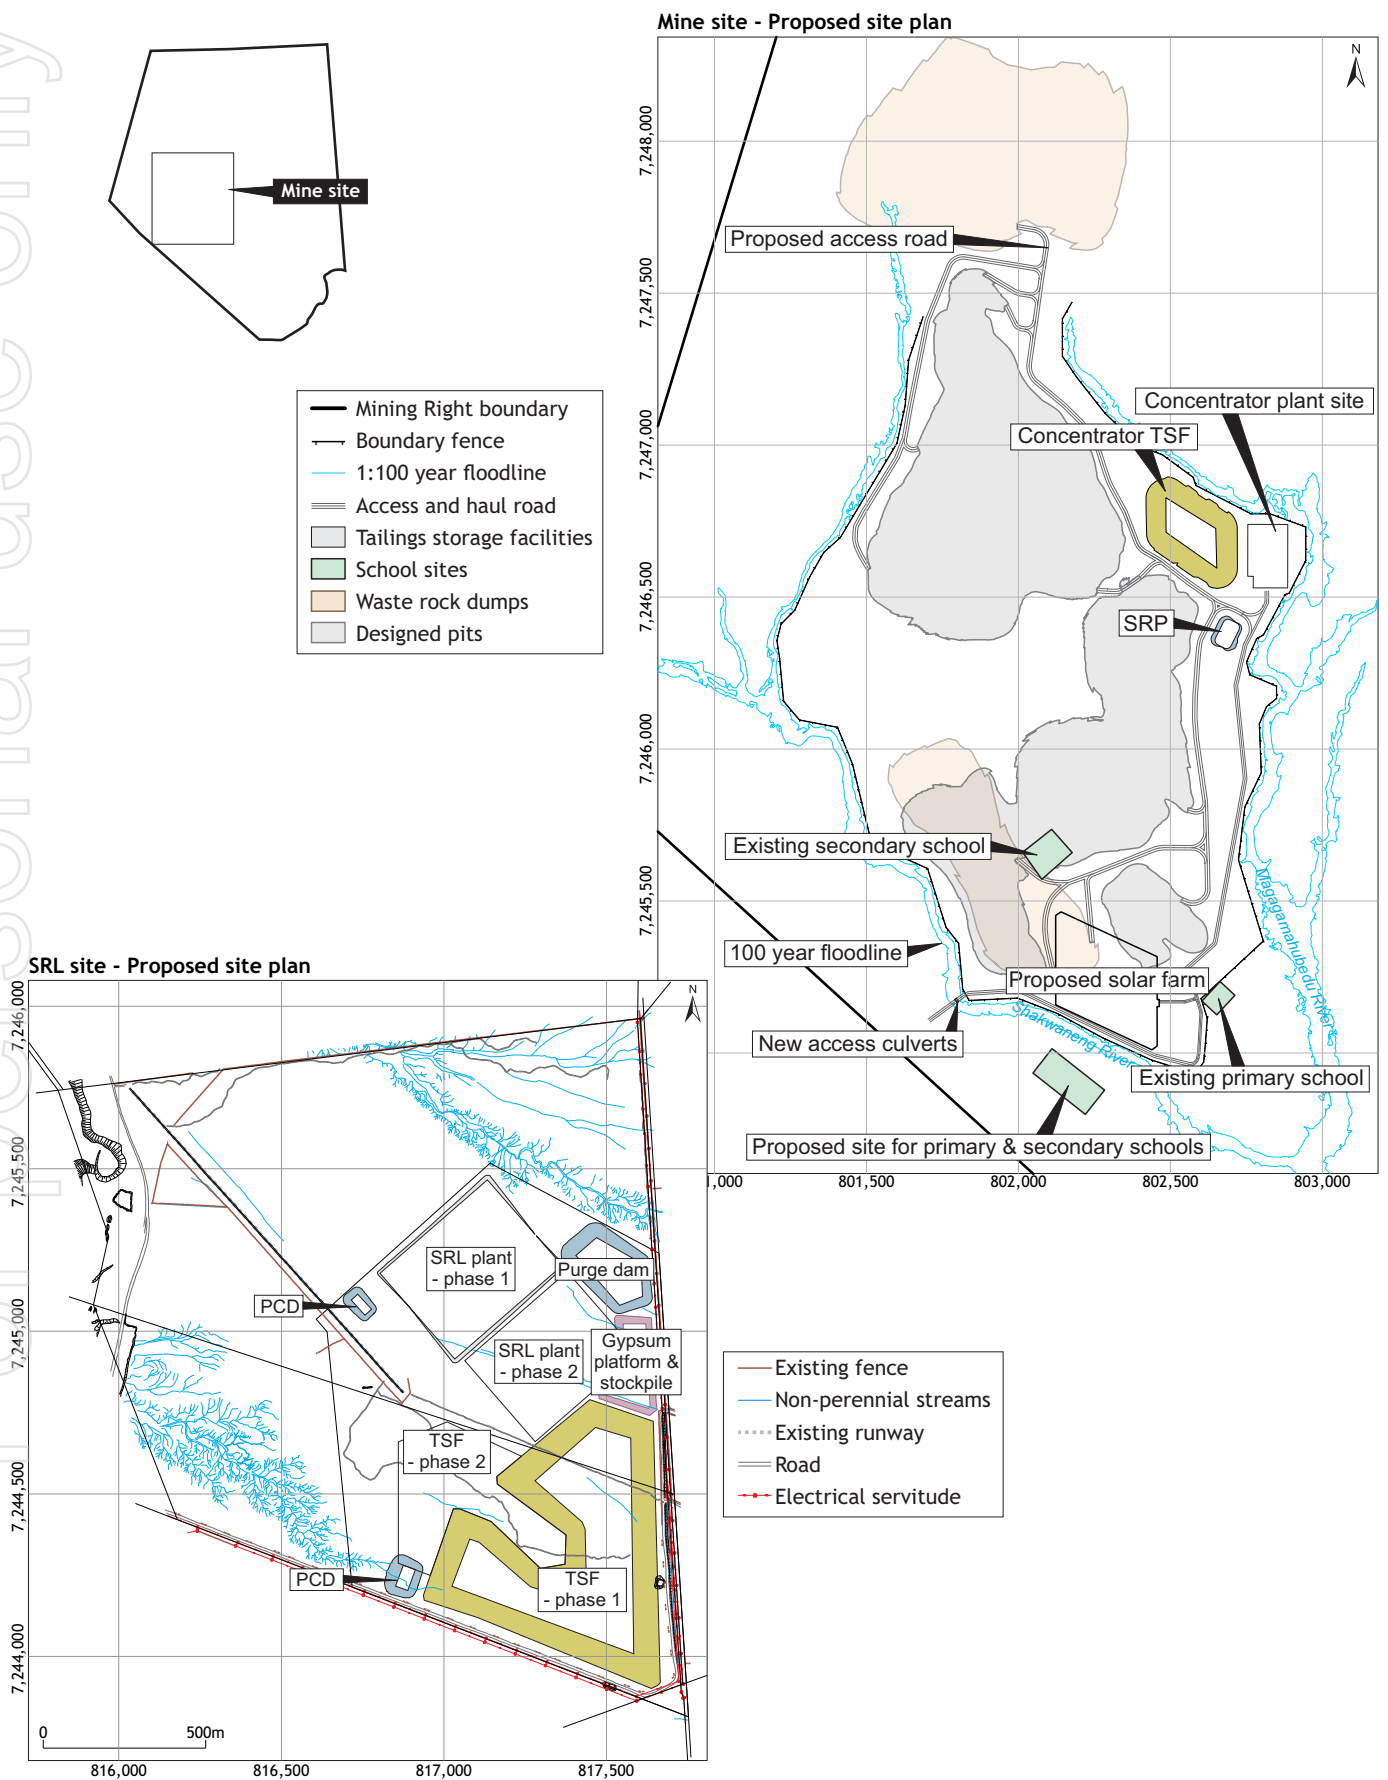 Mine site - Proposed site plan
N
Mine site
7,248,000
7,247,500
7,247,000
7,246,500
7,246,000
7,245,500
Proposed access road
Concentrator plant site
Concentrator TSF
SRP
Existing secondary school
100 year floodline
Proposed solar farm
New access culverts
Shakwaneng River
Magagamahubedu River
Existing primary school
Proposed site for primary & secondary schools
801,500
802,000
802,500
803,000
Mining Right boundary
Boundary fence
1:100 year floodline
Access and haul road
Tailings storage facilities
School sites
Waste rock dumps
Designed pits
SRL site - Proposed site plan
N
7,246,000
7,245,500
7,245,000
7,244,500
7,244,000
SRL plant
- phase 1
Purge dam
PCD
SRL plant
- phase 2
Gypsum
platform &
stockpile
TSF
- phase 2
PCD
TSF
- phase 1
0
500m
816,000
816,500
817,000
817,500
Existing fence
Non-perennial streams
Existing runway
Road
Electrical servitude